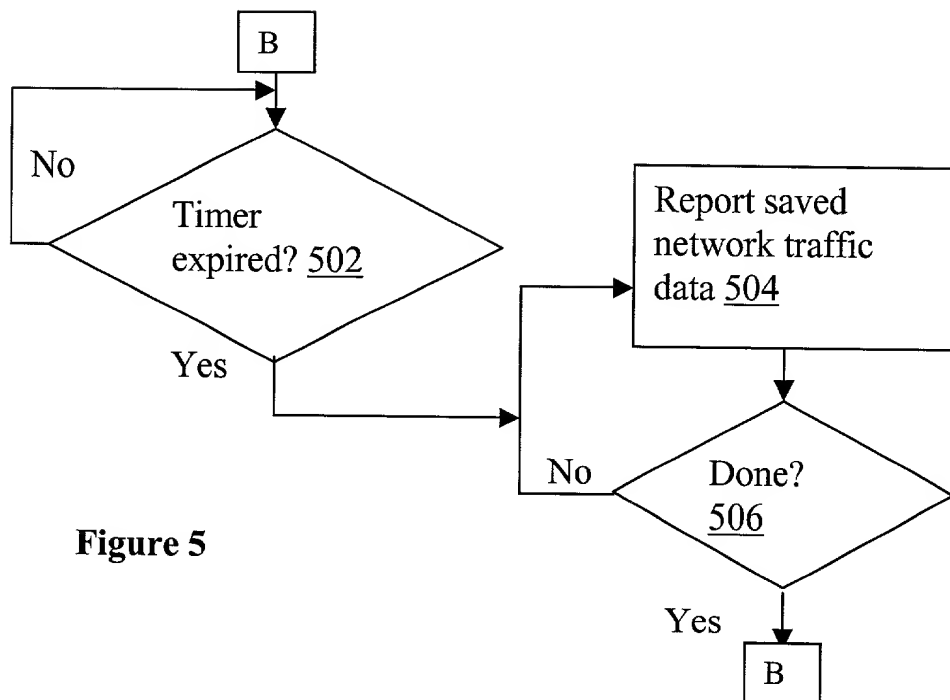 B
No
Timer
expired? 502
Yes
Report saved
network traffic
data 504
No
Done?
506
Yes
B
Figure 5